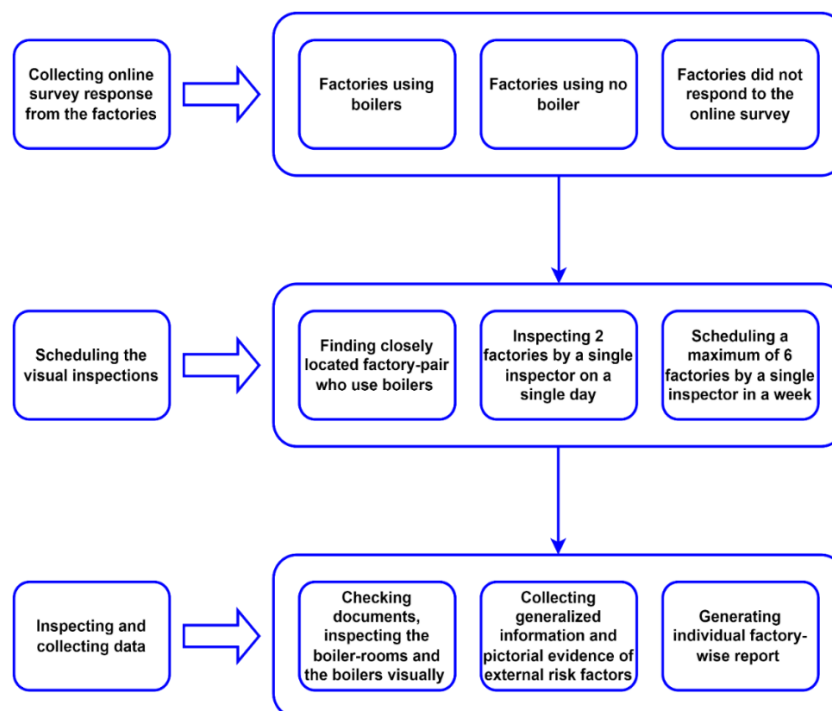 Collecting online
survey response
from the factories
Factories using
boilers
Factories using no
boiler
Factories did not
respond to the
online survey
Scheduling the
visual inspections
Finding closely
located factory-pair
who use boilers
Inspecting 2
factories by a single
inspector on a
single day
Scheduling a
maximum of 6
factories by a single
inspector in a week
Inspecting and
collecting data
Checking
documents,
inspecting the
boiler-rooms and
the boilers visually
Collecting
generalized
information and
pictorial evidence of
external risk factors
Generating
individual factory-
wise report